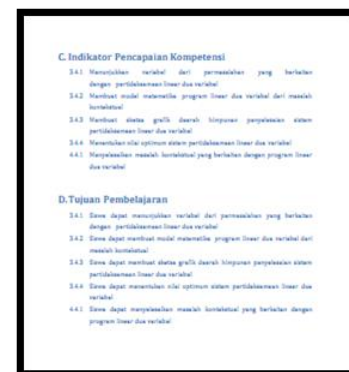 C. Indikator Pencapaian Kompetensi
3.4.1 Menunjukkan variabel dari permasalahan yang berkaitan
dengan pertidaksamaan linear dua variabel
3.4.2 Membuat model matematika program linear dua variabel dari masalah
kontekstual
3.4.3 Membuat sketsa grafik daerah himpunan penyelesaian sistem
pertidaksamaan linear dua variabel
3.4.4 Menentukan nilai optimum sistem pertidaksamaan linear dua variabel
4.4.1 Menyelesaikan masalah kontekstual yang berkaitan dengan program linear
dua variabel
D. Tujuan Pembelajaran
3.4.1 Siswa dapat menunjukkan variabel dari permasalahan yang berkaitan
dengan pertidaksamaan linear dua variabel
3.4.2 Siswa dapat membuat model matematika program linear dua variabel dari
masalah kontekstual
3.4.3 Siswa dapat membuat sketsa grafik daerah himpunan penyelesaian sistem
pertidaksamaan linear dua variabel
3.4.4 Siswa dapat menentukan nilai optimum sistem pertidaksamaan linear dua
variabel
4.4.1 Siswa dapat menyelesaikan masalah kontekstual yang berkaitan dengan
program linear dua variabel